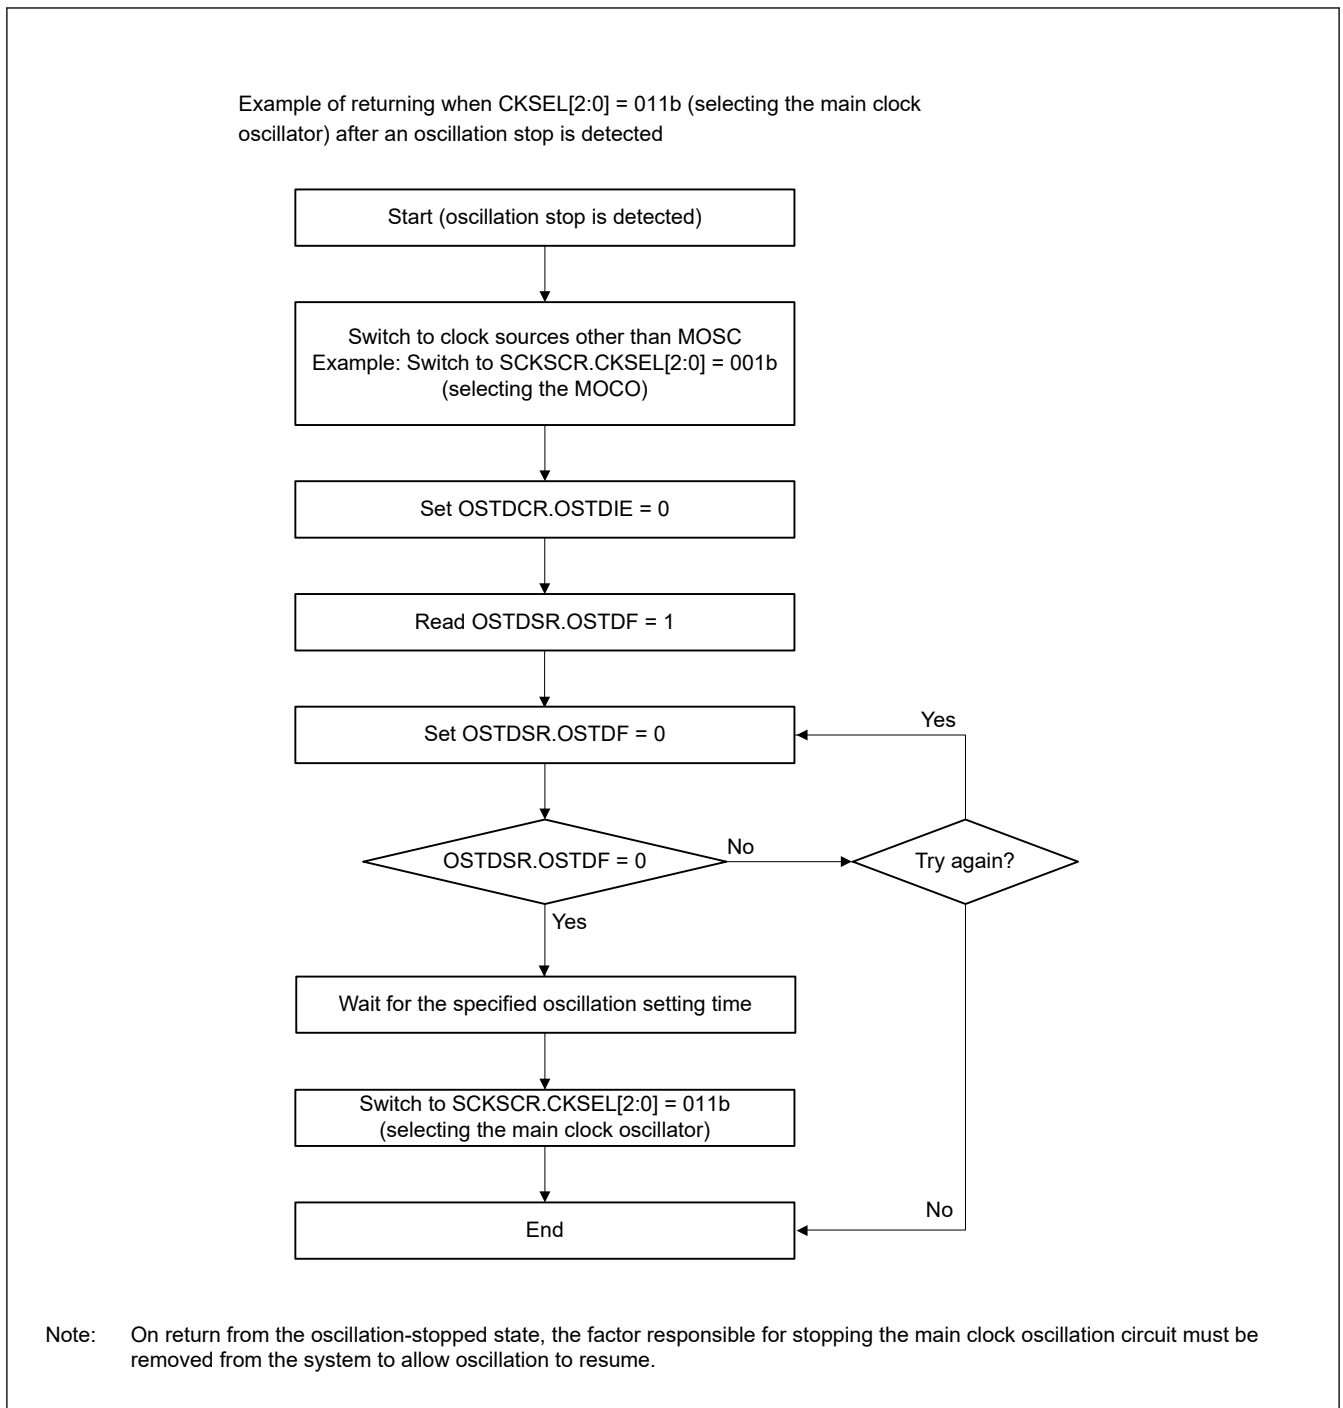 Example of returning when CKSEL[2:0] = 011b (selecting the main clock
oscillator) after an oscillation stop is detected
Start (oscillation stop is detected)
Switch to clock sources other than MOSC
Example: Switch to SCKSCR.CKSEL[2:0] = 001b
(selecting the MOCO)
Set OSTDCR.OSTDIE = 0
Read OSTDSR.OSTDF = 1
Set OSTDSR.OSTDF = 0
Yes
OSTDSR.OSTDF = 0
No
Try again?
Yes
Wait for the specified oscillation setting time
Switch to SCKSCR.CKSEL[2:0] = 011b
(selecting the main clock oscillator)
No
End
Note: On return from the oscillation-stopped state, the factor responsible for stopping the main clock oscillation circuit must be
removed from the system to allow oscillation to resume.